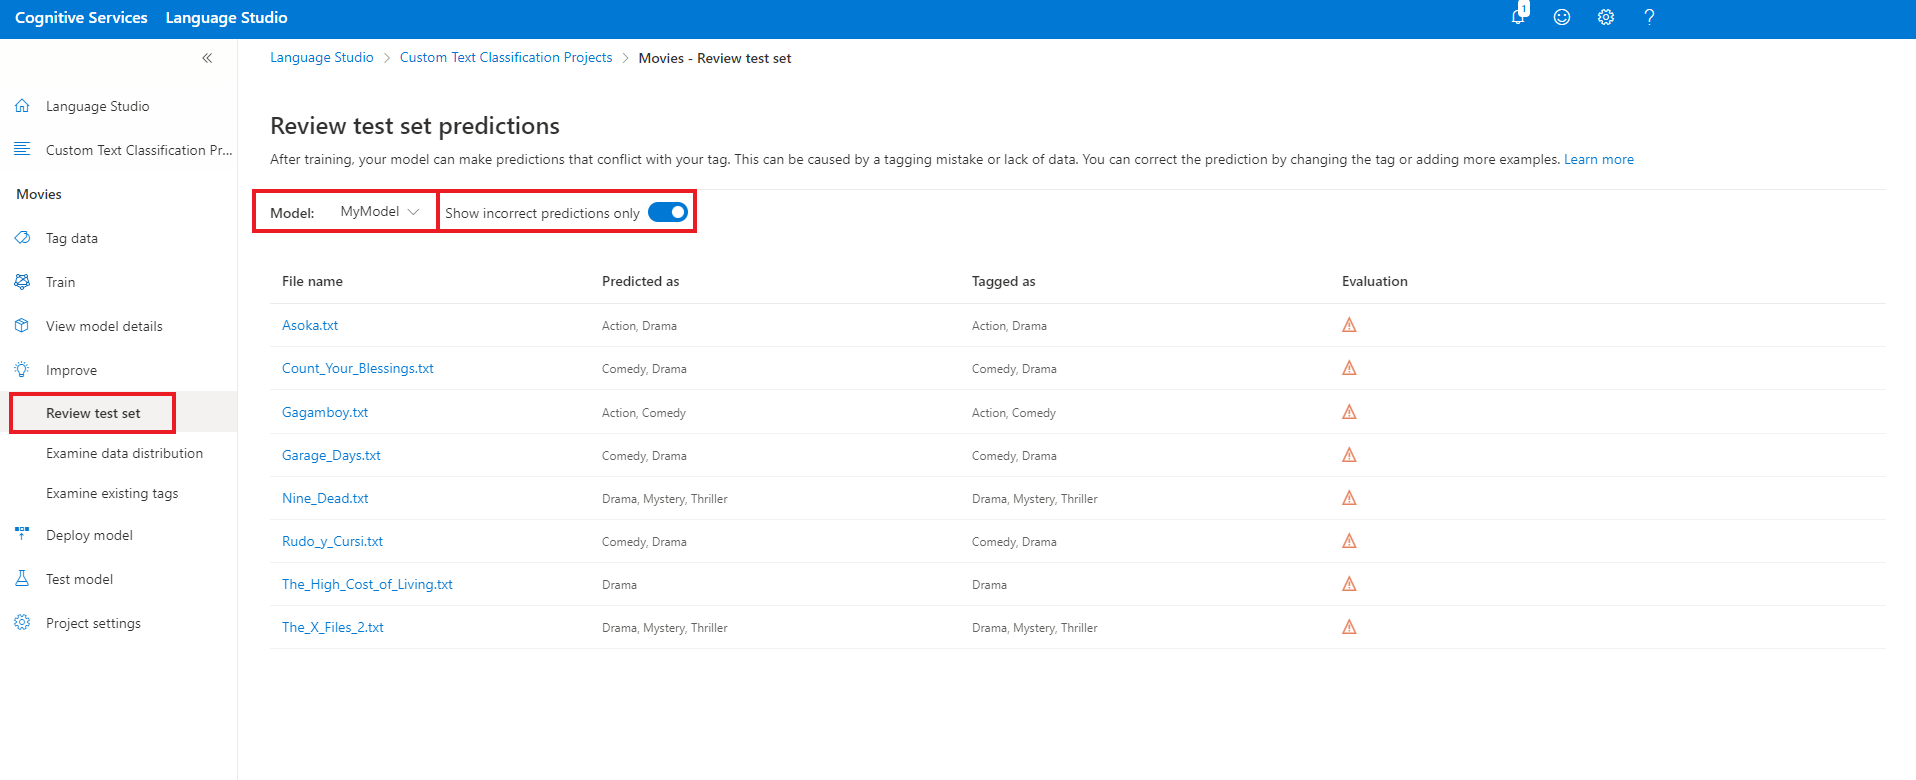 Cognitive Services Language Studio 1 ?
Language Studio > Custom Text Classification Projects > Movies - Review test set
Language Studio
Custom Text Classification Pr...
Movies
Tag data
Train
View model details
Improve
Review test set
Examine data distribution
Examine existing tags
Deploy model
Test model
Project settings
Review test set predictions
After training, your model can make predictions that conflict with your tag. This can be caused by a tagging mistake or lack of data. You can correct the prediction by changing the tag or adding more examples. Learn more
Model: MyModel Show incorrect predictions only
File name Predicted as Tagged as Evaluation
Asoka.txt Action, Drama Action, Drama
Count_Your_Blessings.txt Comedy, Drama Comedy, Drama
Gagamboy.txt Action, Comedy Action, Comedy
Garage_Days.txt Comedy, Drama Comedy, Drama
Nine_Dead.txt Drama, Mystery, Thriller Drama, Mystery, Thriller
Rudo_y_Cursi.txt Comedy, Drama Comedy, Drama
The_High_Cost_of_Living.txt Drama Drama
The_X_Files_2.txt Drama, Mystery, Thriller Drama, Mystery, Thriller